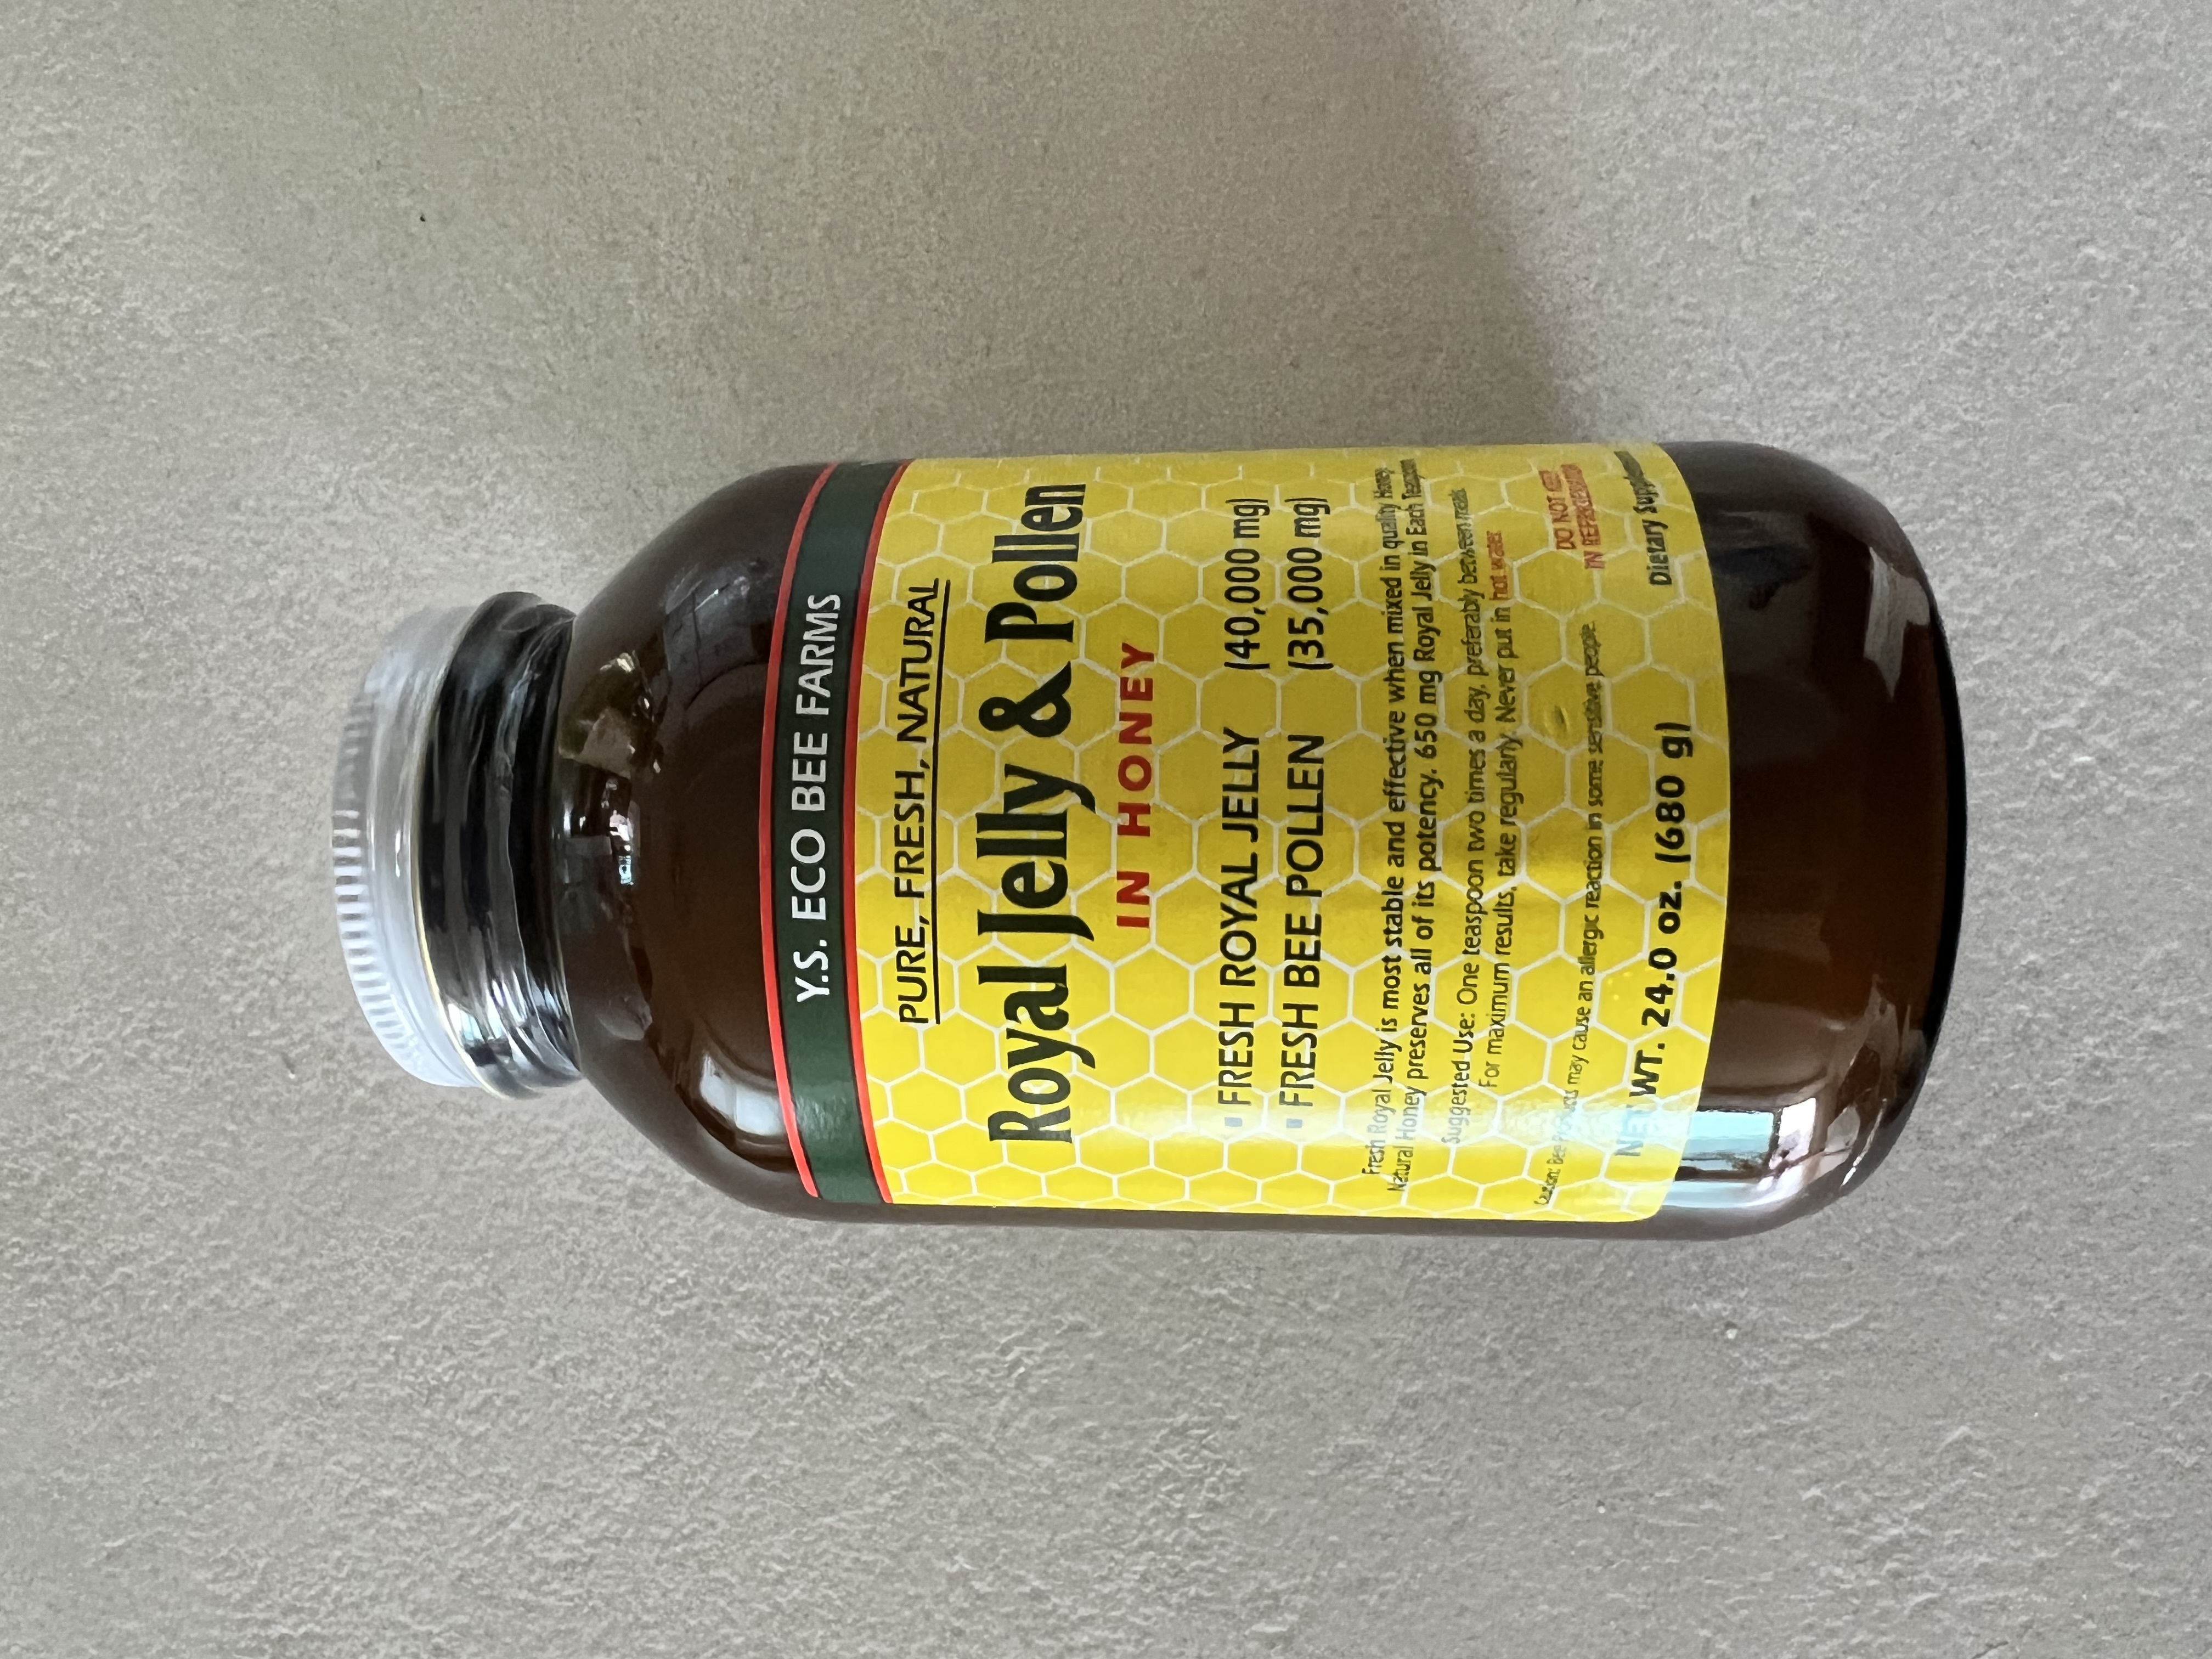 Y.S. ECO BEE FARMS
PURE, FRESH, NATURAL
Royal Jelly & Pollen
IN HONEY
▪ FRESH ROYAL JELLY (40,000 mg)
▪ FRESH BEE POLLEN (35,000 mg)
Fresh Royal Jelly is most stable and effective when mixed in quality Honey.
Natural Honey preserves all of its potency. 650 mg Royal Jelly in Each Teaspoon
Suggested Use: One teaspoon two times a day, preferably between meals.
For maximum results, take regularly. Never put in hot water.
DO NOT KEEP
IN REFRIGERATOR
Caution: Bee Products may cause an allergic reaction in some sensitive people.
NET WT. 24.0 oz. (680 g)
Dietary Supplement